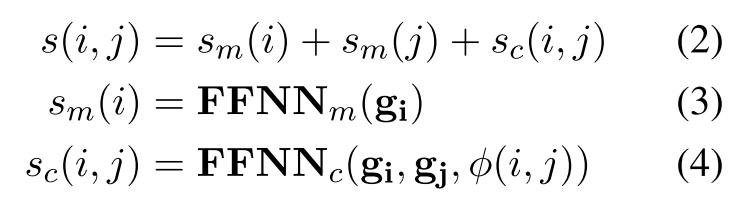 s(i, j) = s_m(i) + s_m(j) + s_c(i, j) (2)
s_m(i) = FFNN_m(g_i) (3)
s_c(i, j) = FFNN_c(g_i, g_j, ϕ(i, j)) (4)